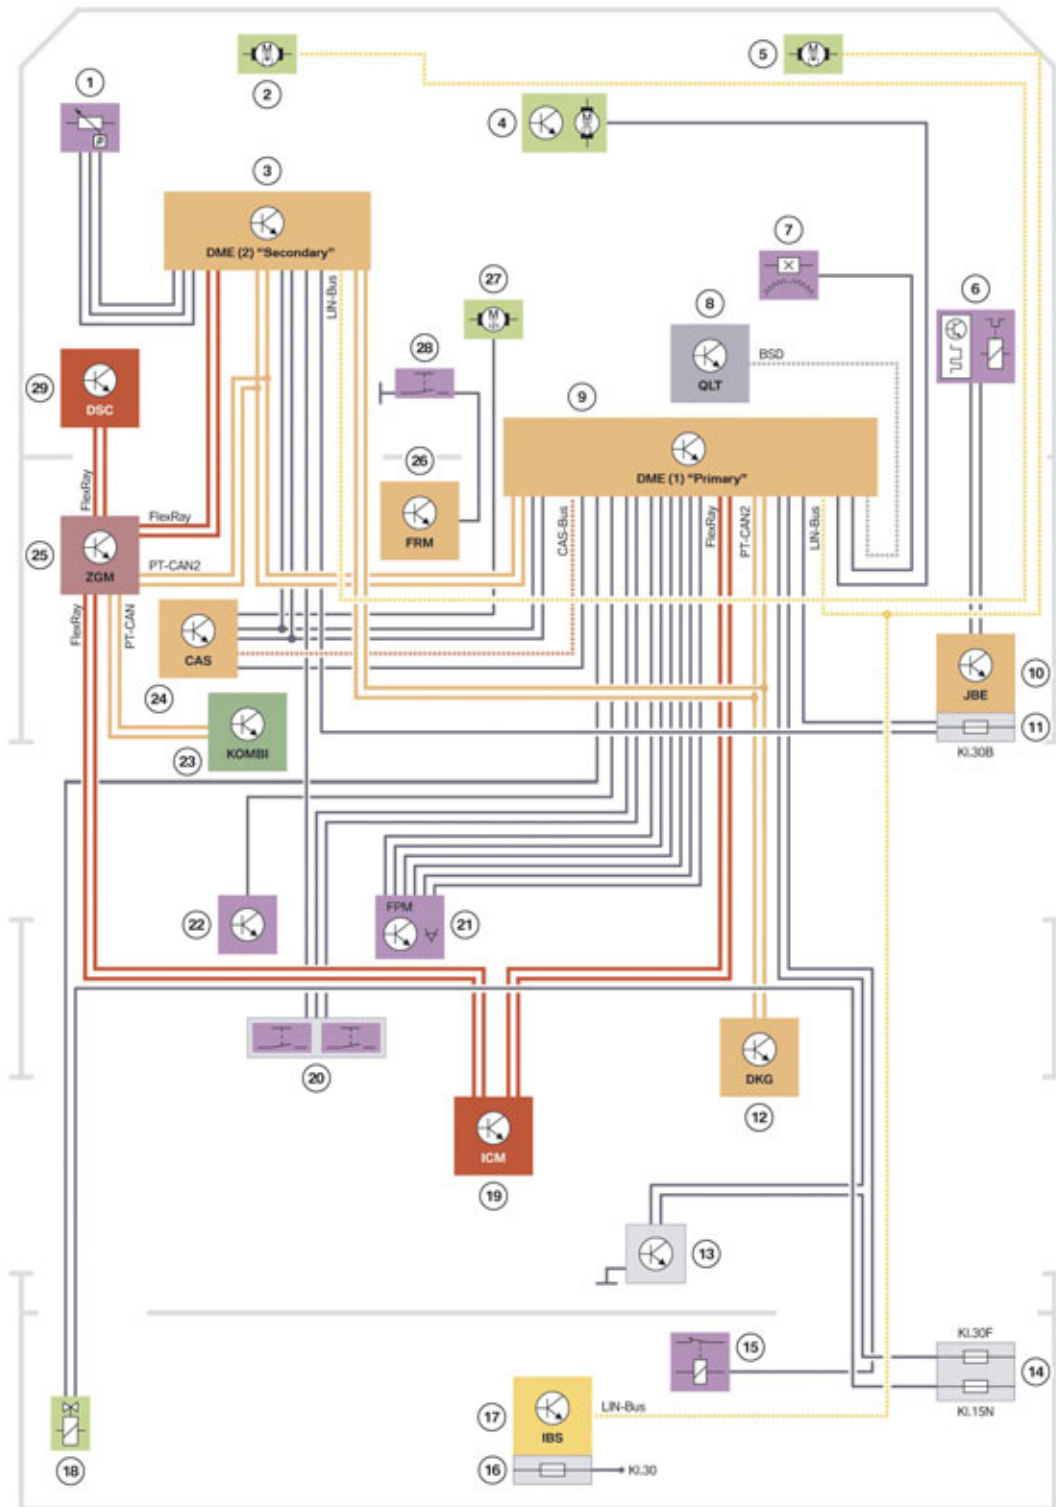 M
2
M
5
1
P
4
M
3
DME (2) "Secondary"
7
27
6
M
8
LIN-Bus
28
QLT
BSD
29
DSC
9
26
DME (1) "Primary"
FlexRay
FlexRay
FRM
CAS-Bus
FlexRay
PT-CAN2
LIN-Bus
25
ZGM
PT-CAN2
FlexRay
PT-CAN
CAS
24
JBE
10
KOMBI
23
11
Kl.30B
22
FPM
21
20
DKG
12
ICM
19
13
Kl.30F
15
14
Kl.15N
17
IBS
LIN-Bus
16
Kl.30
18